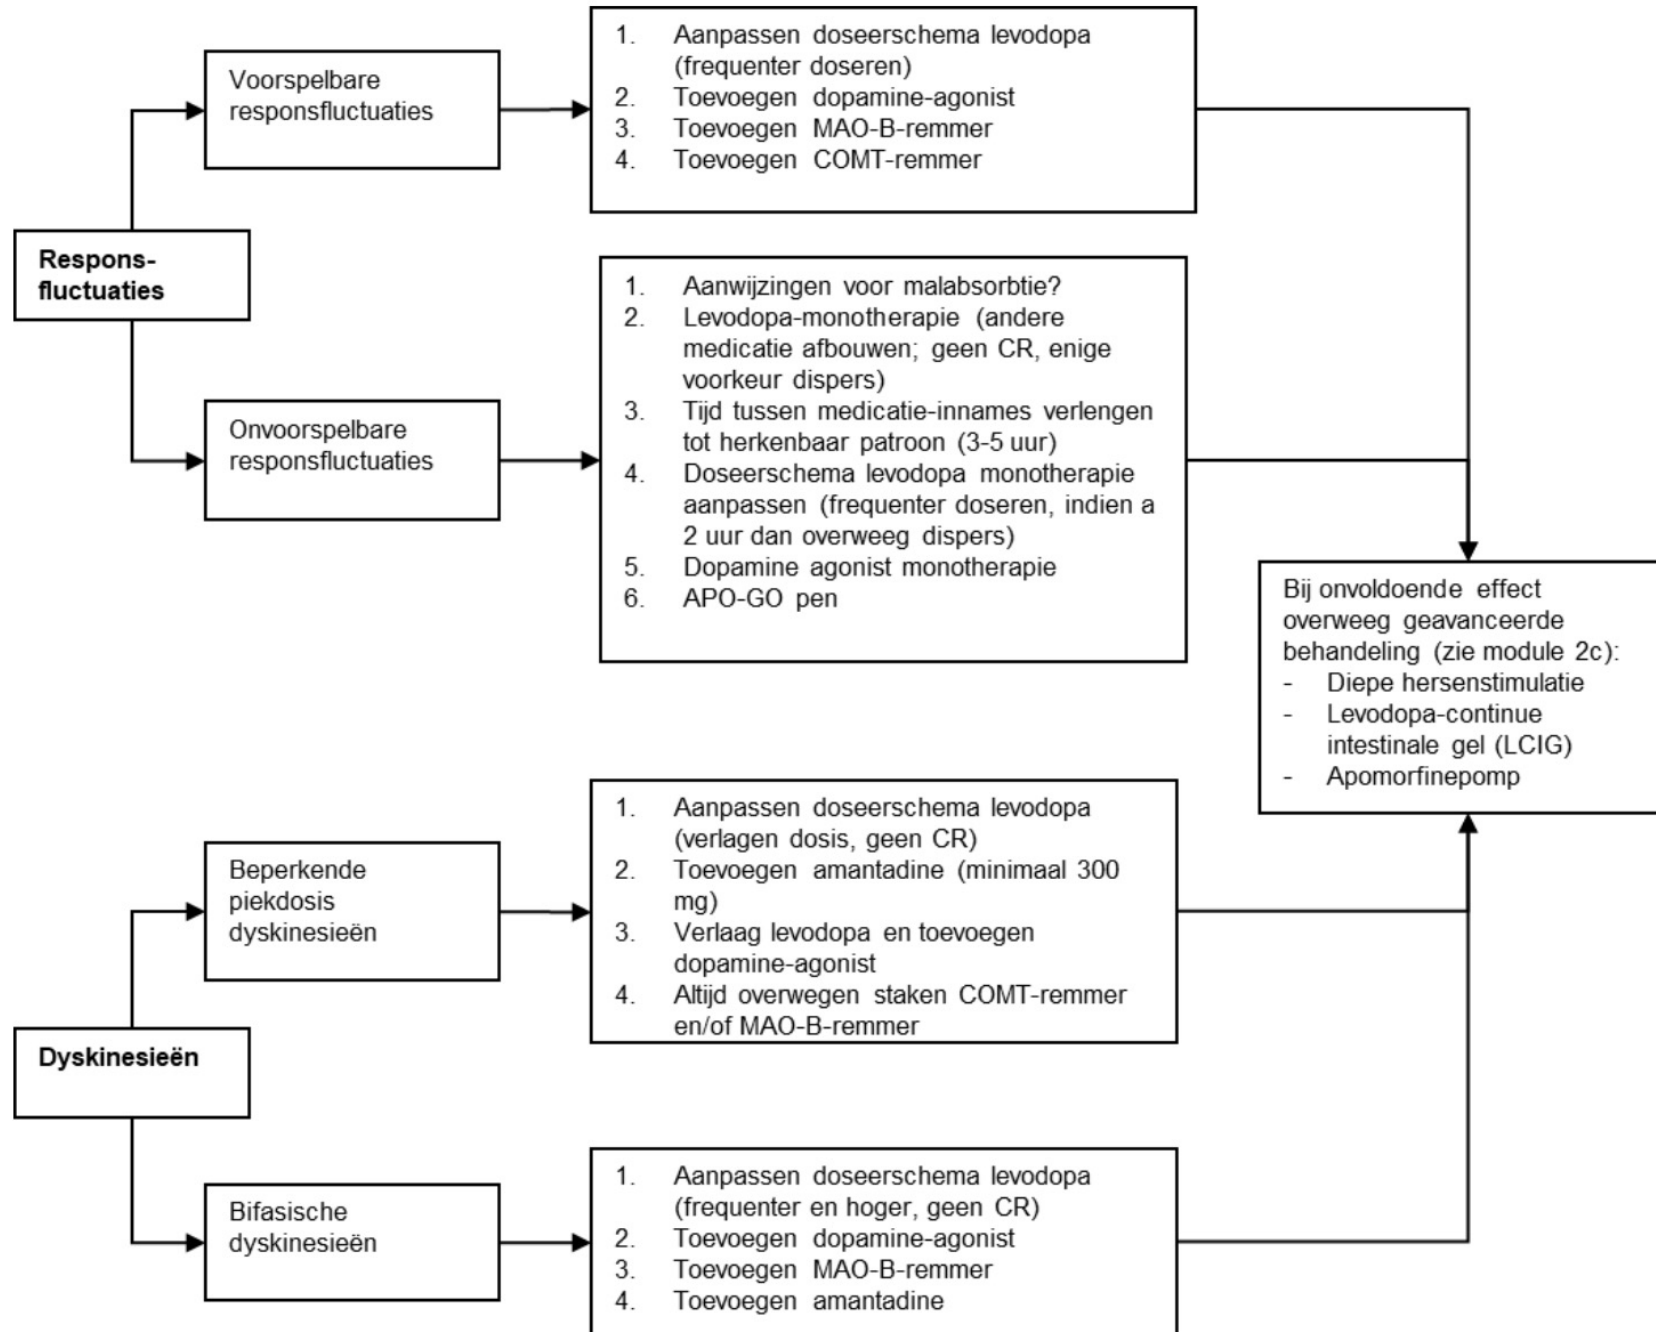 Respons-
fluctuaties
Voorspelbare
responsfluctuaties
1. Aanpassen doseerschema levodopa
(frequenter doseren)
2. Toevoegen dopamine-agonist
3. Toevoegen MAO-B-remmer
4. Toevoegen COMT-remmer
Onvoorspelbare
responsfluctuaties
1. Aanwijzingen voor malabsorbtie?
2. Levodopa-monotherapie (andere
medicatie afbouwen; geen CR, enige
voorkeur dispers)
3. Tijd tussen medicatie-innames verlengen
tot herkenbaar patroon (3-5 uur)
4. Doseerschema levodopa monotherapie
aanpassen (frequenter doseren, indien a
2 uur dan overweeg dispers)
5. Dopamine agonist monotherapie
6. APO-GO pen
Bij onvoldoende effect
overweeg geavanceerde
behandeling (zie module 2c):
- Diepe hersenstimulatie
- Levodopa-continue
intestinale gel (LCIG)
- Apomorfinepomp
Dyskinesieën
Beperkende
piekdosis
dyskinesieën
1. Aanpassen doseerschema levodopa
(verlagen dosis, geen CR)
2. Toevoegen amantadine (minimaal 300
mg)
3. Verlaag levodopa en toevoegen
dopamine-agonist
4. Altijd overwegen staken COMT-remmer
en/of MAO-B-remmer
Bifasische
dyskinesieën
1. Aanpassen doseerschema levodopa
(frequenter en hoger, geen CR)
2. Toevoegen dopamine-agonist
3. Toevoegen MAO-B-remmer
4. Toevoegen amantadine